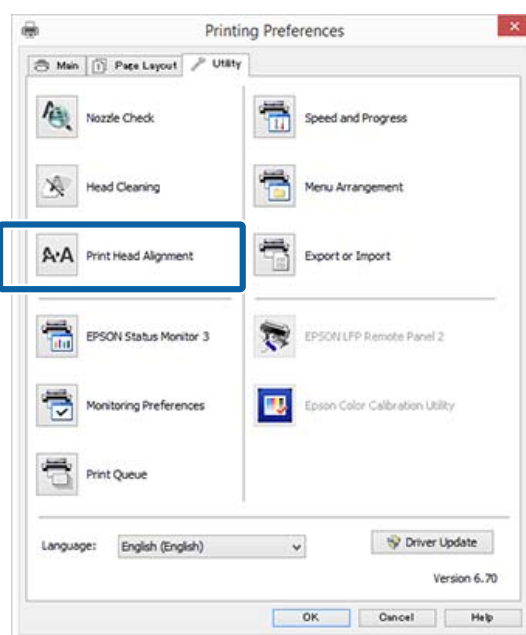 Printing Preferences
Main
Page Layout
Utility
Nozzle Check
Speed and Progress
Head Cleaning
Menu Arrangement
A·A Print Head Alignment
Export or Import
EPSON Status Monitor 3
EPSON LFP Remote Panel 2
Monitoring Preferences
Epson Color Calibration Utility
Print Queue
Language: English (English)
Driver Update
Version 6.70
OK
Cancel
Help